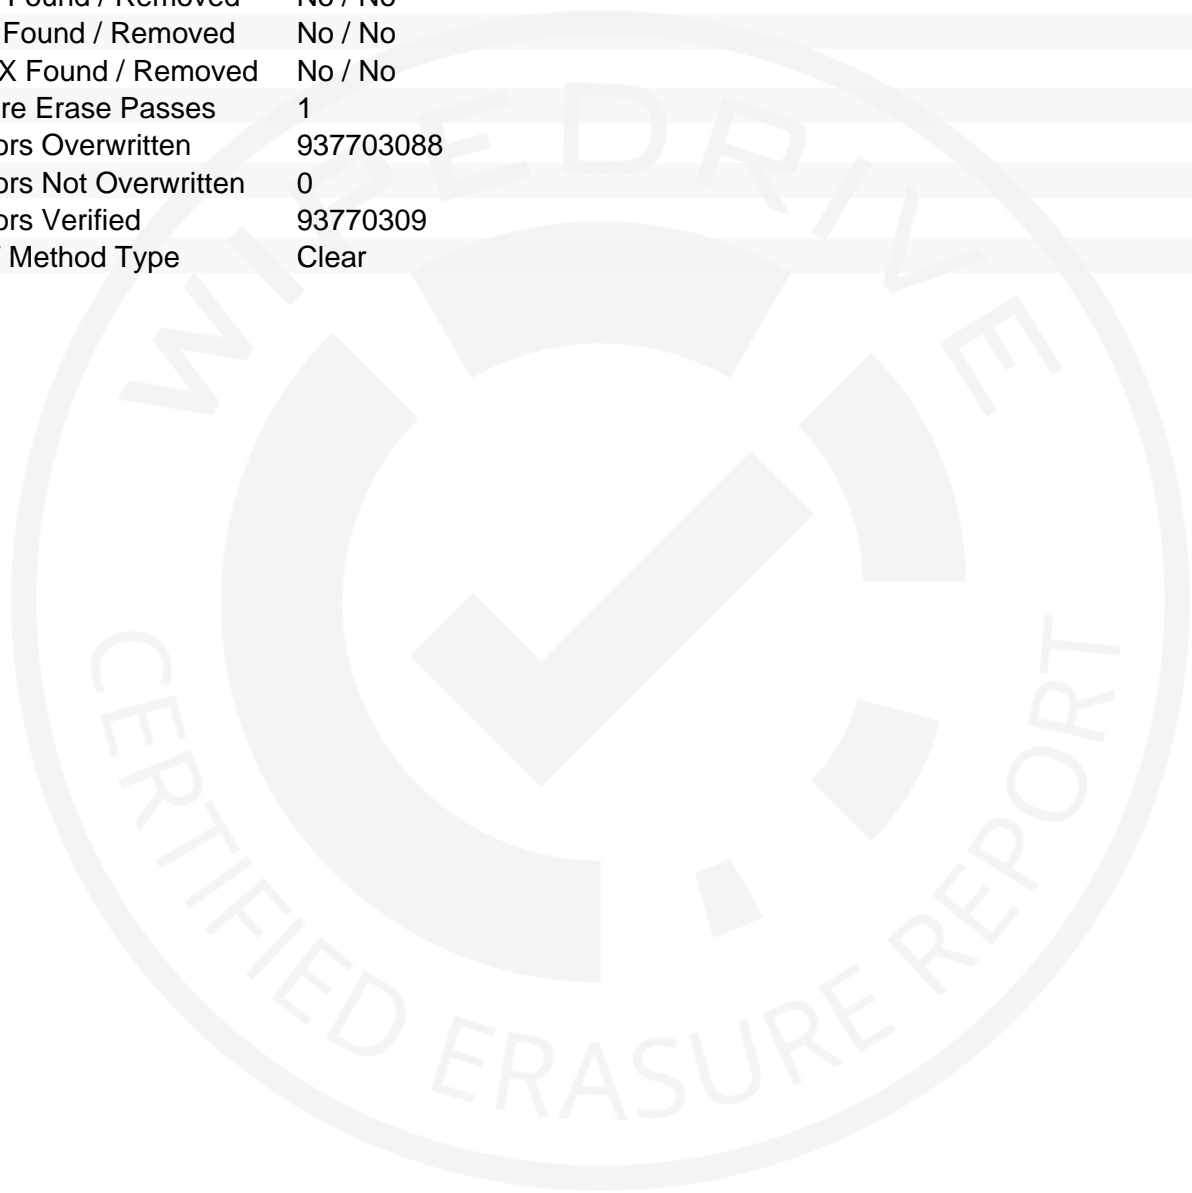 Found / Removed No / No
Found / Removed No / No
X Found / Removed No / No
re Erase Passes 1
ors Overwritten 937703088
ors Not Overwritten 0
ors Verified 93770309
Method Type Clear
WIPEDRIVE
CERTIFIED ERASURE REPORT